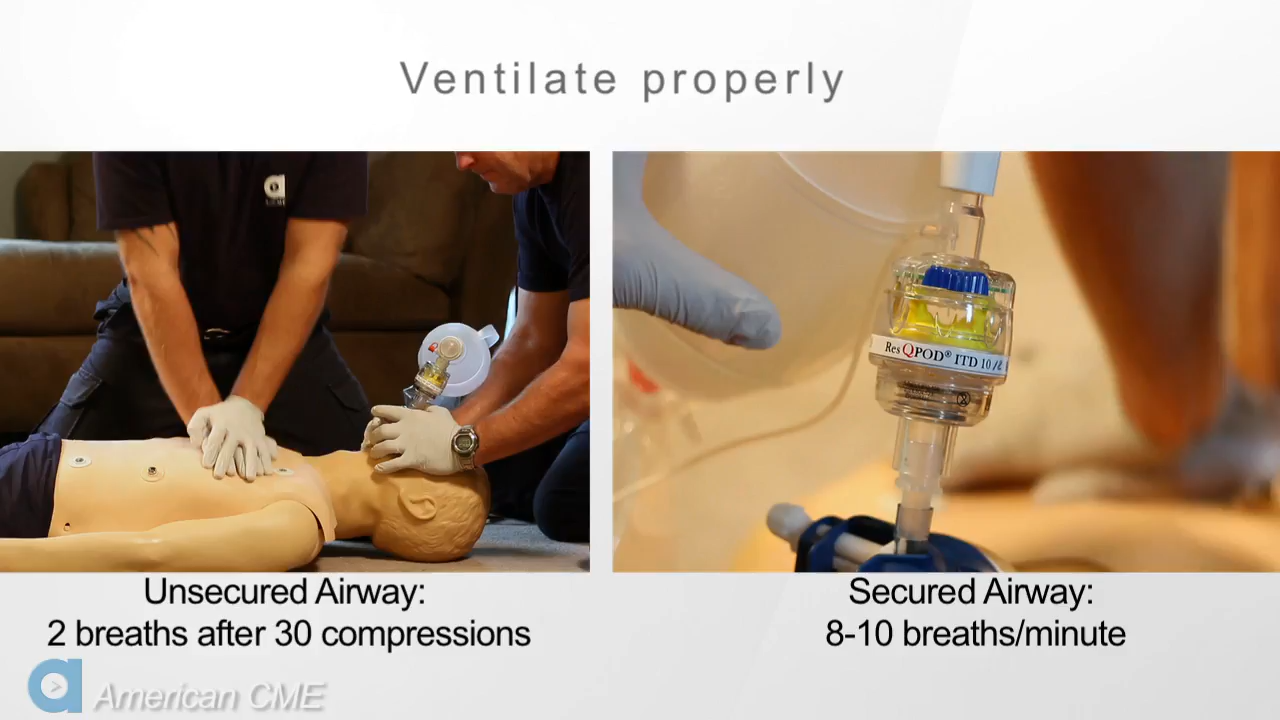 Ventilate properly
ResQPOD® ITD 10
Unsecured Airway:
2 breaths after 30 compressions
Secured Airway:
8-10 breaths/minute
American CME